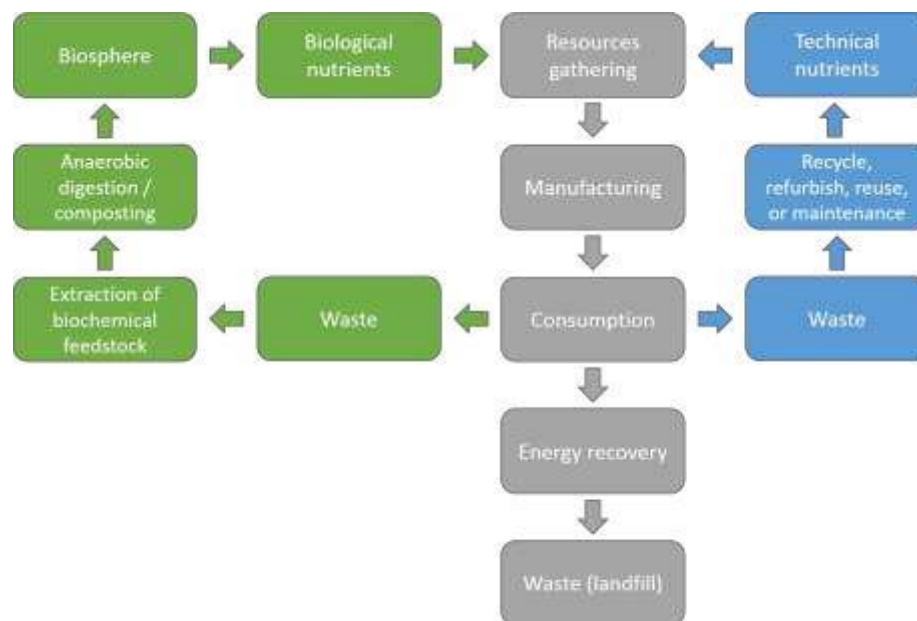 Biosphere
Biological
nutrients
Resources
gathering
Technical
nutrients
Anaerobic
digestion /
composting
Manufacturing
Recycle,
refurbish, reuse,
or maintenance
Extraction of
biochemical
feedstock
Waste
Consumption
Waste
Energy recovery
Waste (landfill)